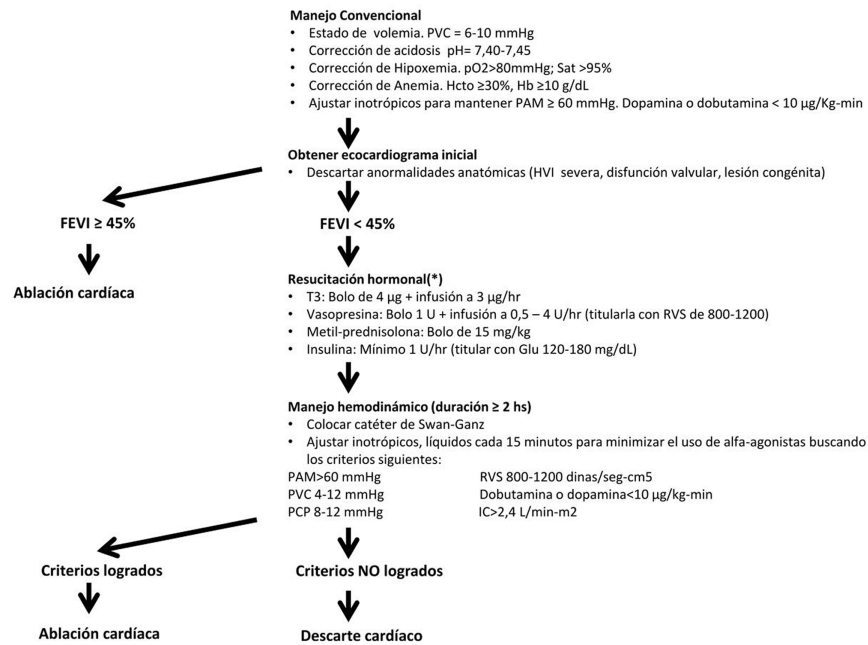 Manejo Convencional
• Estado de volemia. PVC = 6-10 mmHg
• Corrección de acidosis pH= 7,40-7,45
• Corrección de Hipoxemia. pO2>80mmHg; Sat >95%
• Corrección de Anemia. Hcto ≥30%, Hb ≥10 g/dL
• Ajustar inotrópicos para mantener PAM ≥ 60 mmHg. Dopamina o dobutamina < 10 µg/Kg-min
Obtener ecocardiograma inicial
• Descartar anormalidades anatómicas (HVI severa, disfunción valvular, lesión congénita)
FEVI ≥ 45%
FEVI < 45%
Ablación cardíaca
Resucitación hormonal(*)
• T3: Bolo de 4 µg + infusión a 3 µg/hr
• Vasopresina: Bolo 1 U + infusión a 0,5 – 4 U/hr (titularla con RVS de 800-1200)
• Metil-prednisolona: Bolo de 15 mg/kg
• Insulina: Mínimo 1 U/hr (titular con Glu 120-180 mg/dL)
Manejo hemodinámico (duración ≥ 2 hs)
• Colocar catéter de Swan-Ganz
• Ajustar inotrópicos, líquidos cada 15 minutos para minimizar el uso de alfa-agonistas buscando
los criterios siguientes:
PAM>60 mmHg RVS 800-1200 dinas/seg-cm5
PVC 4-12 mmHg Dobutamina o dopamina<10 µg/kg-min
PCP 8-12 mmHg IC>2,4 L/min-m2
Criterios logrados
Criterios NO logrados
Ablación cardíaca
Descarte cardíaco